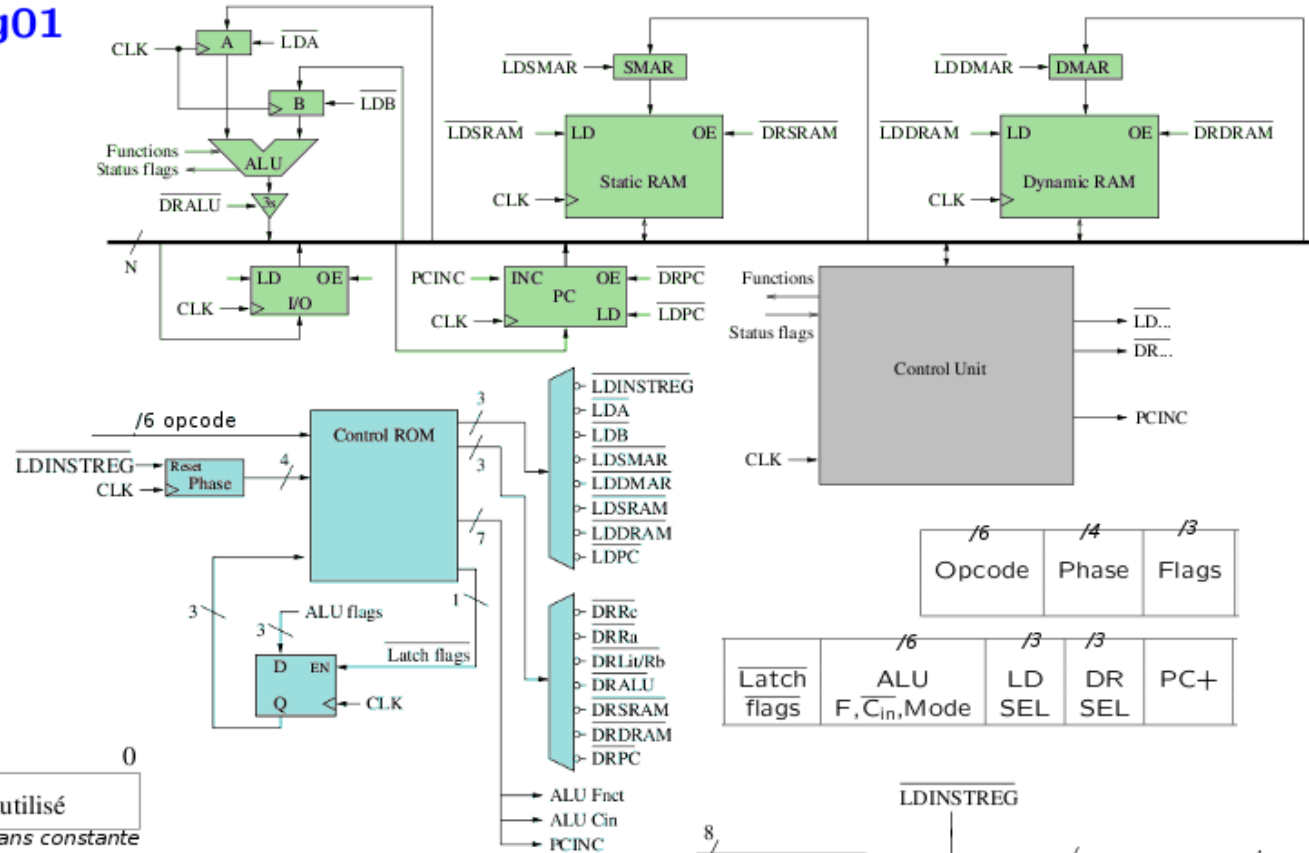 g01
CLK
A
LDA
B
LDB
Functions
Status flags
ALU
DRALU
3s
LDSMAR
SMAR
LDSRAM
LD
OE
DRSRAM
Static RAM
CLK
LDDMAR
DMAR
LDDRAM
LD
OE
DRDRAM
Dynamic RAM
CLK
N
LD
OE
CLK
I/O
PCINC
INC
OE
DRPC
PC
CLK
LD
LDPC
Functions
Status flags
Control Unit
LD...
DR...
PCINC
CLK
/6 opcode
LDINSTREG
Reset
Phase
CLK
4
Control ROM
3
3
7
1
LDINSTREG
LDA
LDB
LDSMAR
LDDMAR
LDSRAM
LDDRAM
LDPC
3
ALU flags
3
Latch flags
D
EN
Q
CLK
DRRc
DRRa
DRLit/Rb
DRALU
DRSRAM
DRDRAM
DRPC
ALU Fnct
ALU Cin
PCINC
/6 /4 /3
Opcode Phase Flags
/6 /3 /3
Latch ALU LD DR PC+
flags F,Cin,Mode SEL SEL
0
utilisé
ans constante
LDINSTREG
8